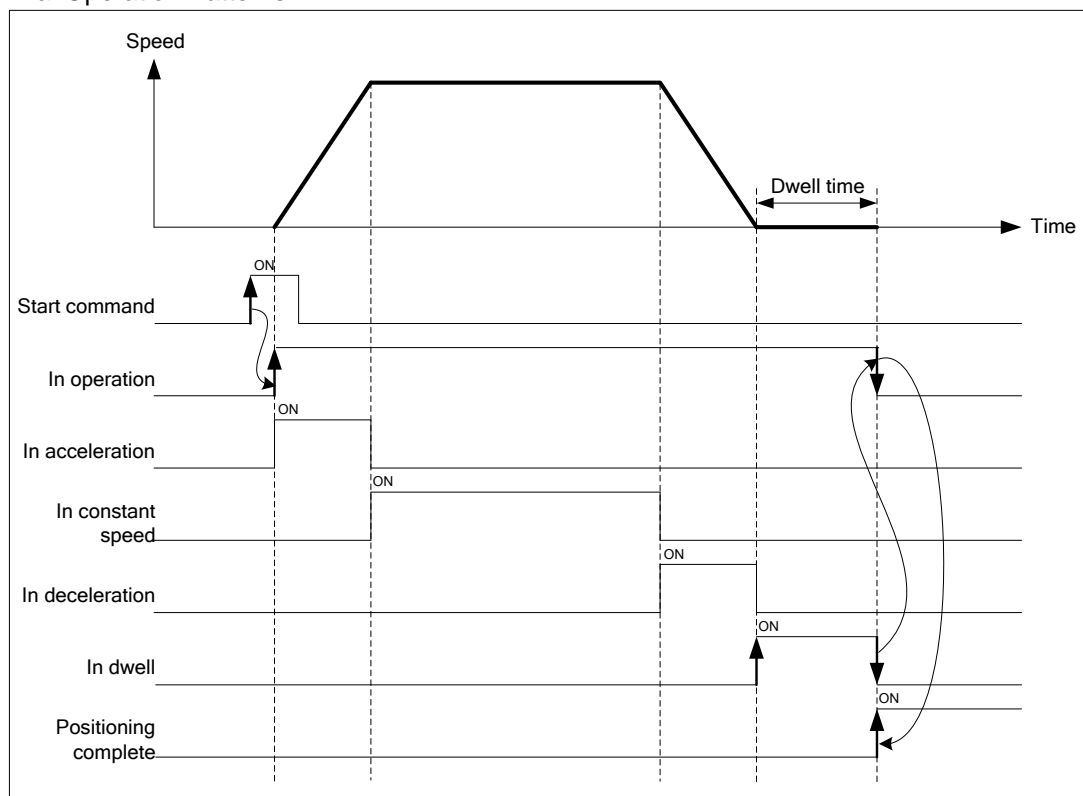 Speed
Dwell time
Time
ON
Start command
In operation
ON
In acceleration
ON
In constant
speed
ON
In deceleration
ON
In dwell
ON
Positioning
complete